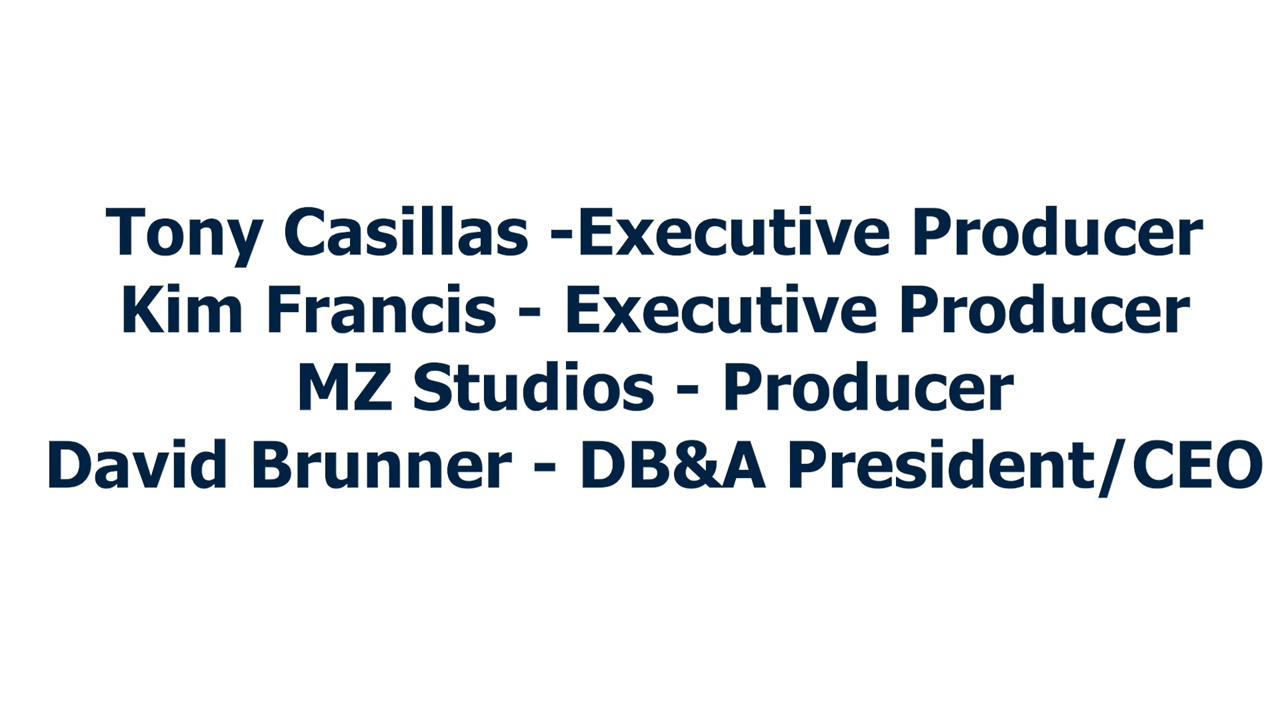 Tony Casillas -Executive Producer
Kim Francis - Executive Producer
MZ Studios - Producer
David Brunner - DB&A President/CEO